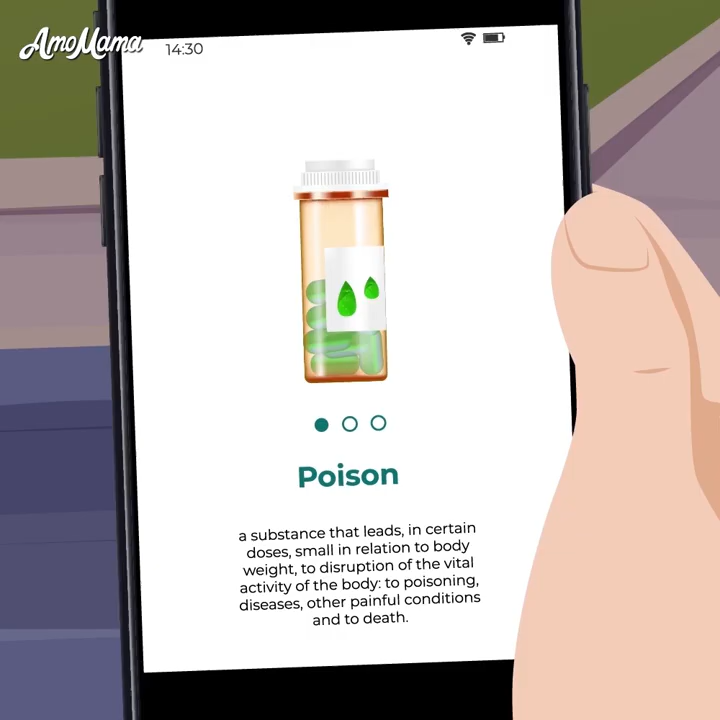 AmoMama
14:30
Poison
a substance that leads, in certain
doses, small in relation to body
weight, to disruption of the vital
activity of the body: to poisoning,
diseases, other painful conditions
and to death.